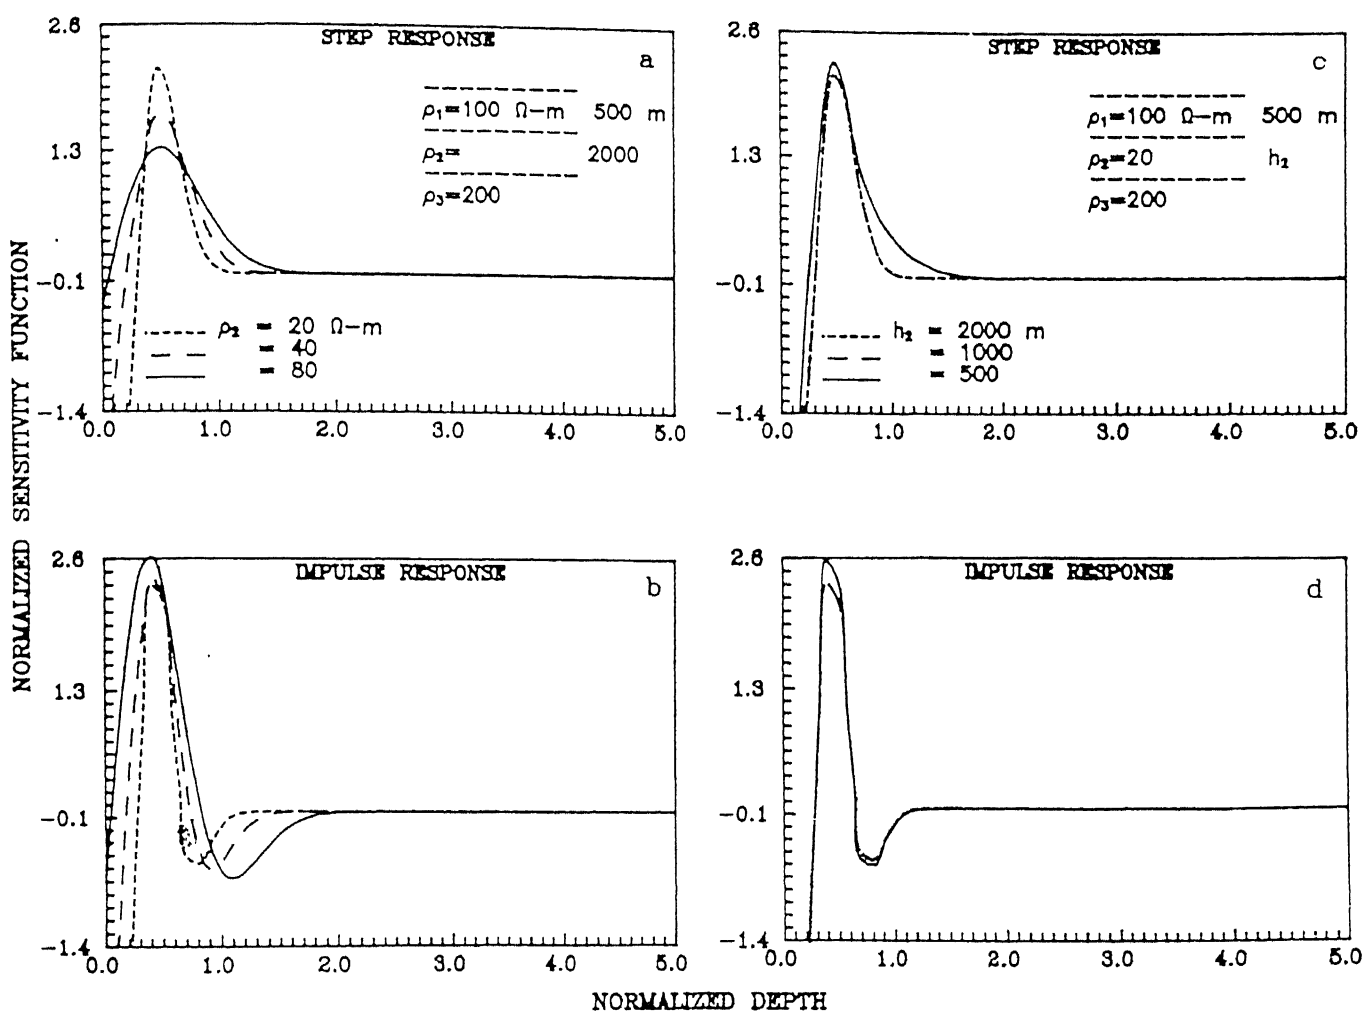 NORMALIZED SENSITIVITY FUNCTION
2.6
1.3
-0.1
-1.4
STEP RESPONSE
a
ρ₁=100 Ω-m 500 m
ρ₂= 2000
ρ₃=200
ρ₂ = 20 Ω-m
= 40
= 80
0.0 1.0 2.0 3.0 4.0 5.0
2.6
1.3
-0.1
-1.4
STEP RESPONSE
c
ρ₁=100 Ω-m 500 m
ρ₂=20 h₂
ρ₃=200
h₂ = 2000 m
= 1000
= 500
0.0 1.0 2.0 3.0 4.0 5.0
2.6
1.3
-0.1
-1.4
IMPULSE RESPONSE
b
0.0 1.0 2.0 3.0 4.0 5.0
2.6
1.3
-0.1
-1.4
IMPULSE RESPONSE
d
0.0 1.0 2.0 3.0 4.0 5.0
NORMALIZED DEPTH